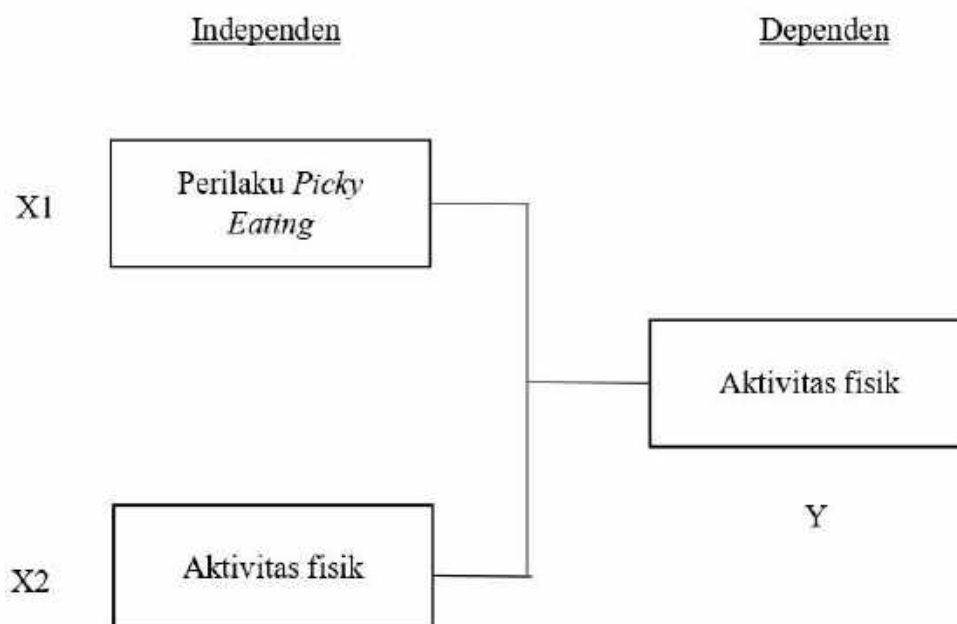 Independen
Dependen
X1
Perilaku Picky
Eating
Aktivitas fisik
Y
X2
Aktivitas fisik